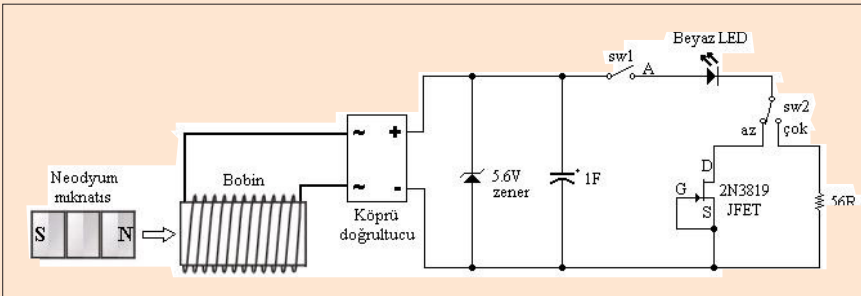 Beyaz LED
sw1
A
sw2
az
çok
~
+
~
-
Neodyum
mıknatıs
S
N
Bobin
Köprü
doğrultucu
5.6V
zener
+
1F
D
G
S
2N3819
JFET
56R